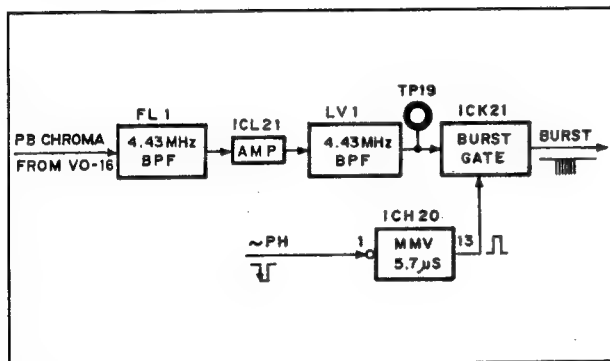 TP19
FL1
ICL21
LV1
ICK21
PB CHROMA
FROM VO-16
4.43MHz
BPF
AMP
4.43MHz
BPF
BURST
GATE
BURST
ICH20
~PH
1
MMV
5.7µS
13